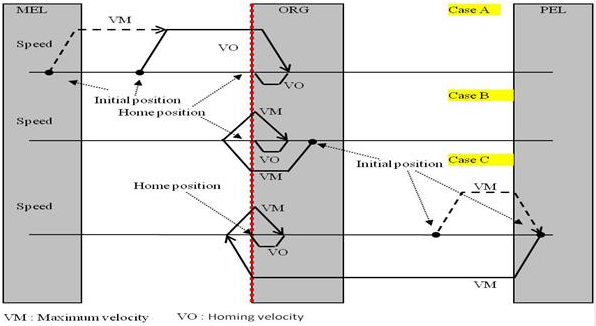 MEL
ORG
Case A
PEL
VM
Speed
VO
VO
Initial position
Home position
Case B
Speed
VM
VO
VM
Initial position
Case C
Home position
VM
Speed
VM
VO
VM
VM : Maximum velocity
VO : Homing velocity